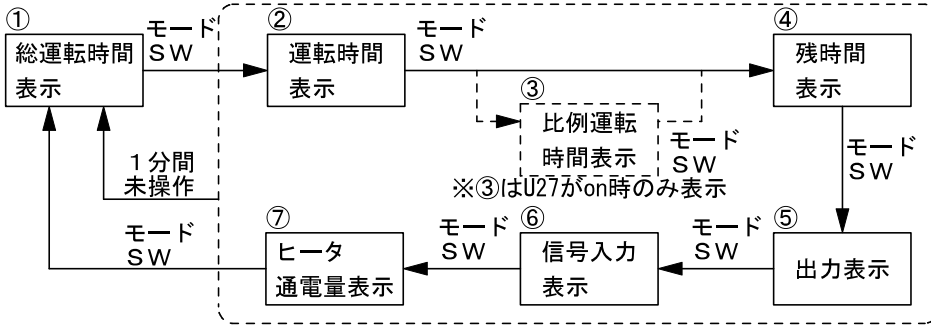 ①
総運転時間
表示
モード
ＳＷ
②
運転時間
表示
モード
ＳＷ
③
比例運転
時間表示
モード
ＳＷ
※③はU27がon時のみ表示
④
残時間
表示
モード
ＳＷ
⑤
出力表示
モード
ＳＷ
⑥
信号入力
表示
モード
ＳＷ
⑦
ヒータ
通電量表示
モード
ＳＷ
１分間
未操作